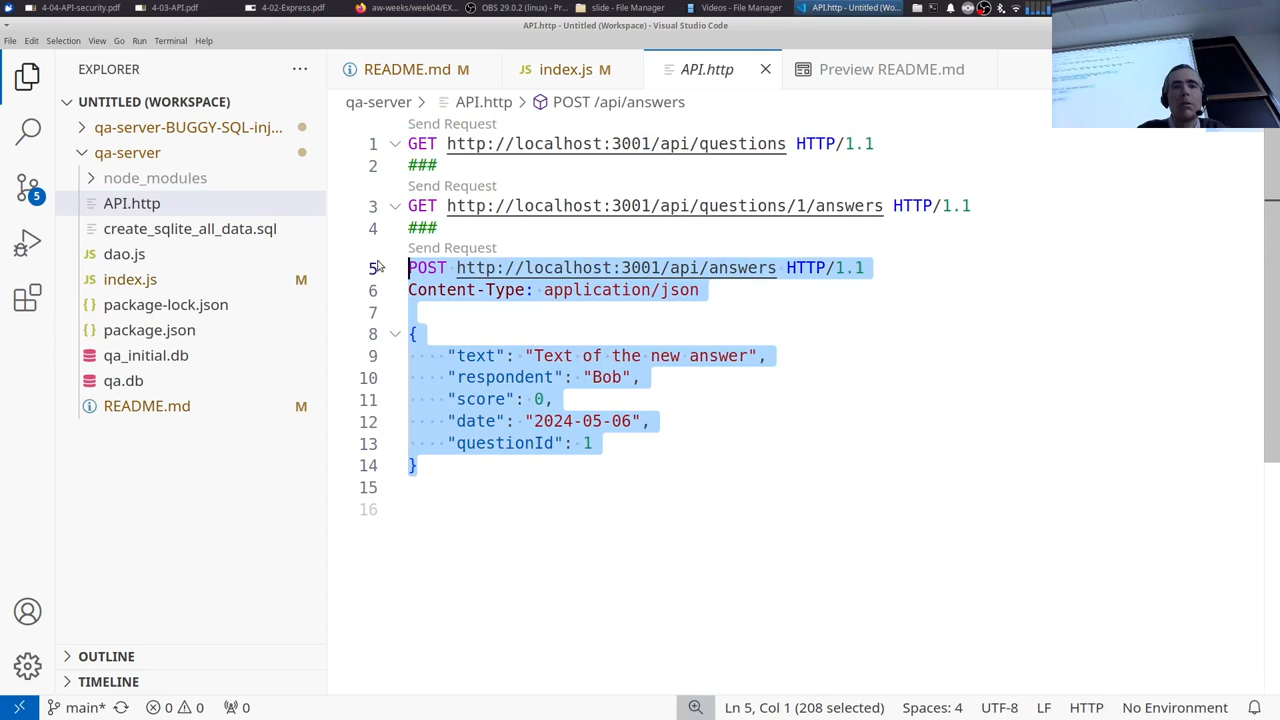 4-04-API-security.pdf
4-03-API.pdf
4-02-Express.pdf
aw-weeks/week04/EX...
OBS 29.0.2 (linux) - Pr...
slide - File Manager
Videos - File Manager
API.http - Untitled (W...
API.http - Untitled (Workspace) - Visual Studio Code
File Edit Selection View Go Run Terminal Help
EXPLORER
README.md M
index.js M
API.http
Preview README.md
UNTITLED (WORKSPACE)
qa-server API.http POST /api/answers
qa-server-BUGGY-SQL-inj...
qa-server
node_modules
API.http
create_sqlite_all_data.sql
dao.js
index.js M
package-lock.json
package.json
qa_initial.db
qa.db
README.md M
5
Send Request
1 GET http://localhost:3001/api/questions HTTP/1.1
2 ###
Send Request
3 GET http://localhost:3001/api/questions/1/answers HTTP/1.1
4 ###
Send Request
5 POST http://localhost:3001/api/answers HTTP/1.1
6 Content-Type: application/json
7
8 {
9 "text": "Text of the new answer",
10 "respondent": "Bob",
11 "score": 0,
12 "date": "2024-05-06",
13 "questionId": 1
14 }
15
16
OUTLINE
TIMELINE
main* 0 0 0 Ln 5, Col 1 (208 selected) Spaces: 4 UTF-8 LF HTTP No Environment